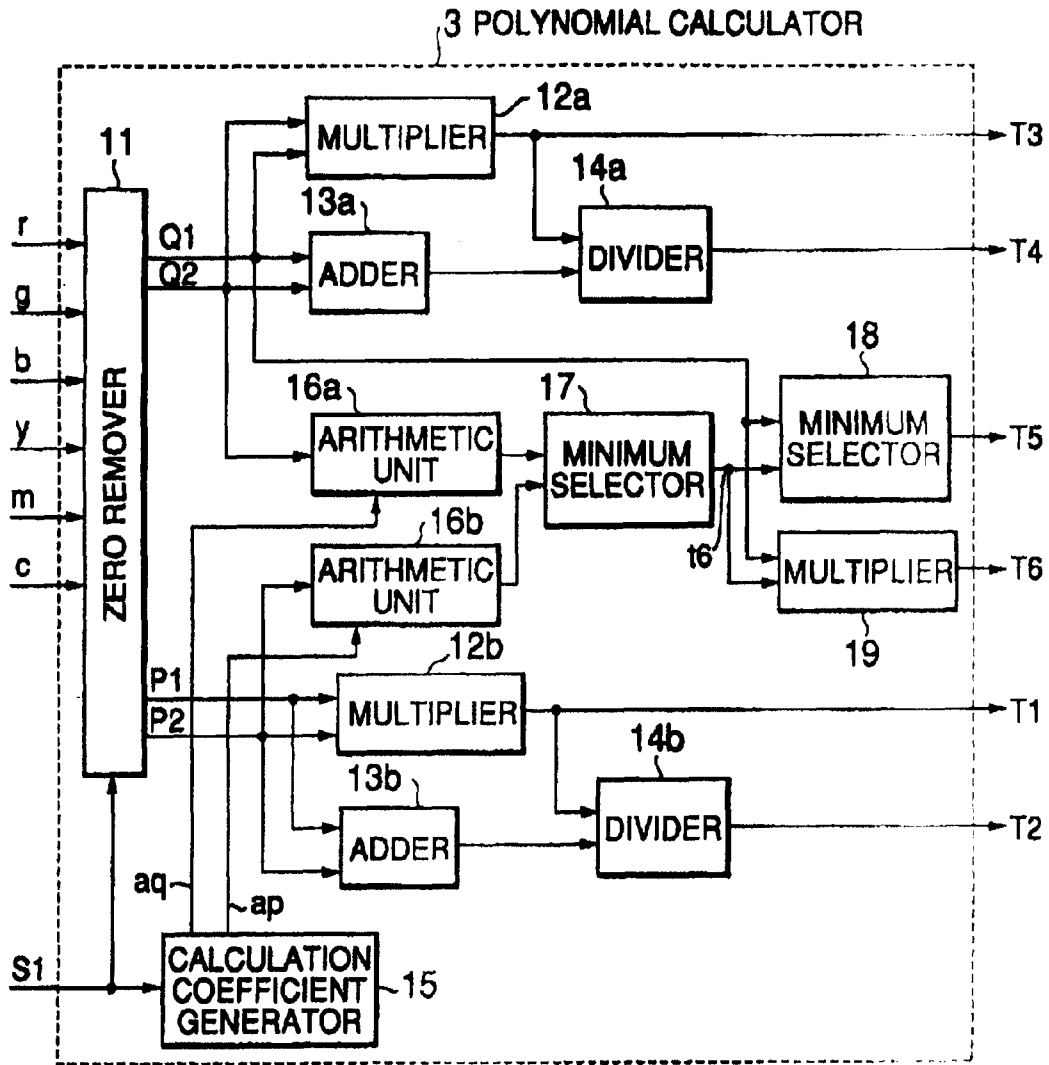 3 POLYNOMIAL CALCULATOR
12a
MULTIPLIER
T3
11
14a
13a
r
Q1
ADDER
DIVIDER
T4
Q2
g
b
18
16a
17
y
ARITHMETIC
UNIT
MINIMUM
SELECTOR
MINIMUM
SELECTOR
T5
m
16b
t6
c
ZERO REMOVER
ARITHMETIC
UNIT
MULTIPLIER
T6
12b
19
P1
P2
MULTIPLIER
T1
14b
13b
ADDER
DIVIDER
T2
aq
ap
S1
CALCULATION
COEFFICIENT
GENERATOR
15